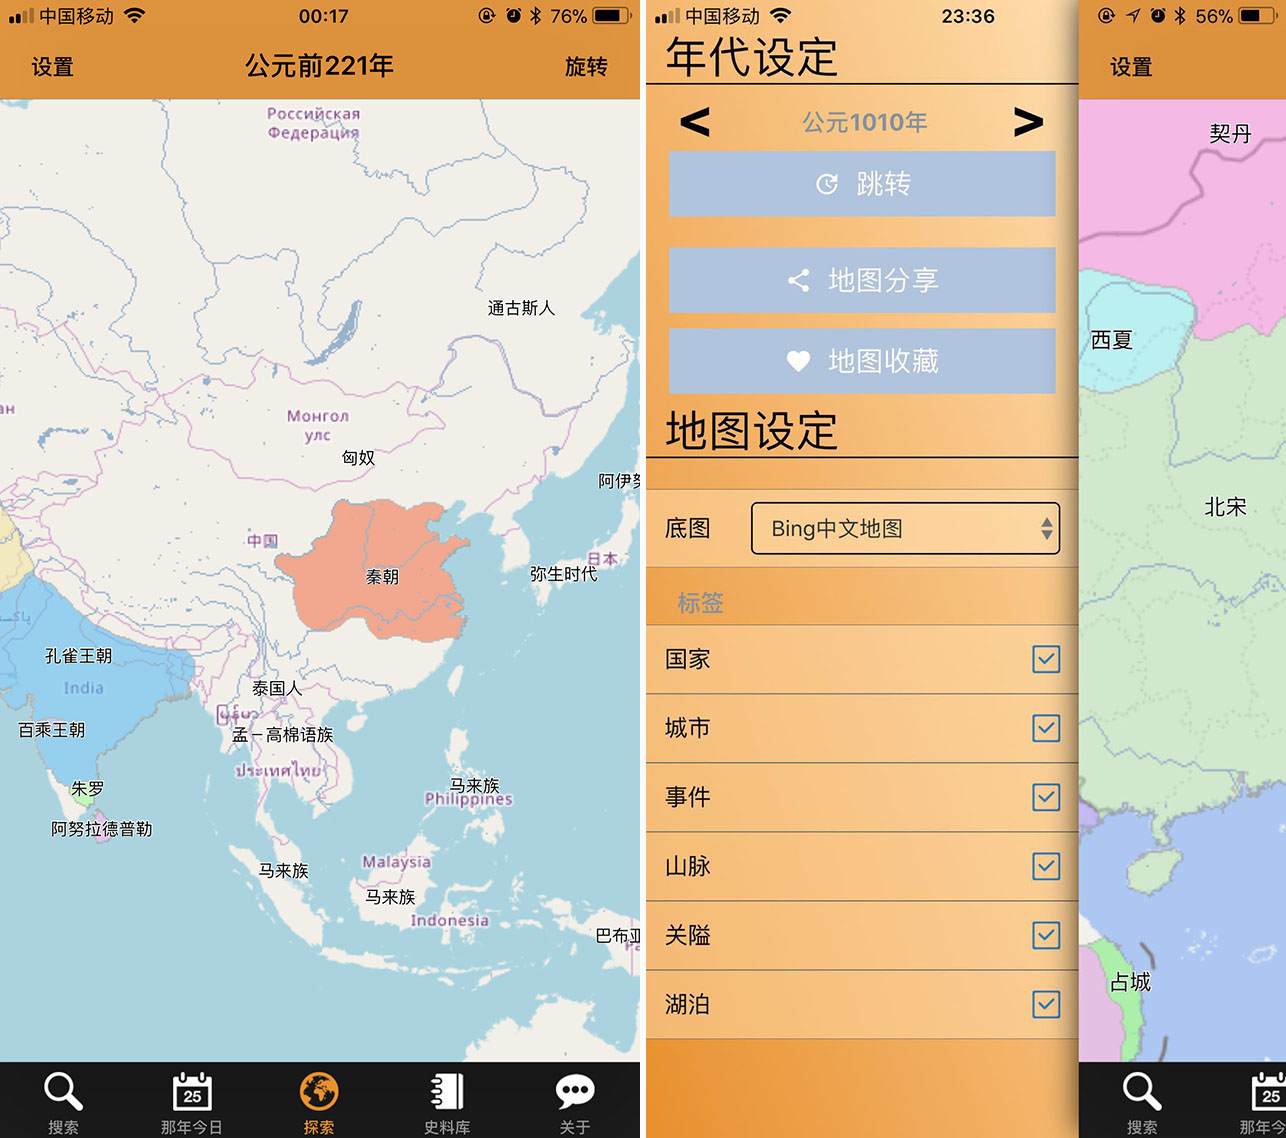 中国移动
00:17
76%
设置
公元前221年
旋转
Российская
Федерация
通古斯人
ан
Монгол
улс
匈奴
中国
日本
秦朝
弥生时代
孔雀王朝
India
泰国人
百乘王朝
孟－高棉语族
ประเทศไทย
朱罗
马来族
Philippines
阿努拉德普勒
Malaysia
马来族
马来族
Indonesia
巴布亚
搜索
25
那年今日
探索
史料库
关于
中国移动
23:36
56%
年代设定
<
公元1010年
>
跳转
地图分享
地图收藏
地图设定
底图
Bing中文地图
标签
国家
城市
事件
山脉
关隘
湖泊
设置
契丹
西夏
北宋
占城
搜索
25
那年今